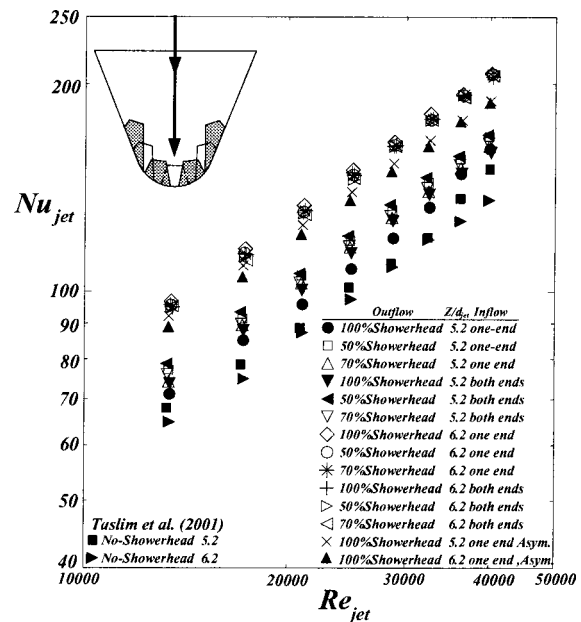 250
200
Nu jet
100
90
80
70
60
50
40
Outflow Z/d jet Inflow
100%Showerhead 5.2 one-end
50%Showerhead 5.2 one-end
70%Showerhead 5.2 one end
100%Showerhead 5.2 both ends
50%Showerhead 5.2 both ends
70%Showerhead 5.2 both ends
100%Showerhead 6.2 one end
50%Showerhead 6.2 one end
70%Showerhead 6.2 one end
100%Showerhead 6.2 both ends
50%Showerhead 6.2 both ends
70%Showerhead 6.2 both ends
100%Showerhead 5.2 one end Asym.
100%Showerhead 6.2 one end ,Asym.
Taslim et al. (2001)
No-Showerhead 5.2
No-Showerhead 6.2
10000 20000 30000 40000 50000
Re jet